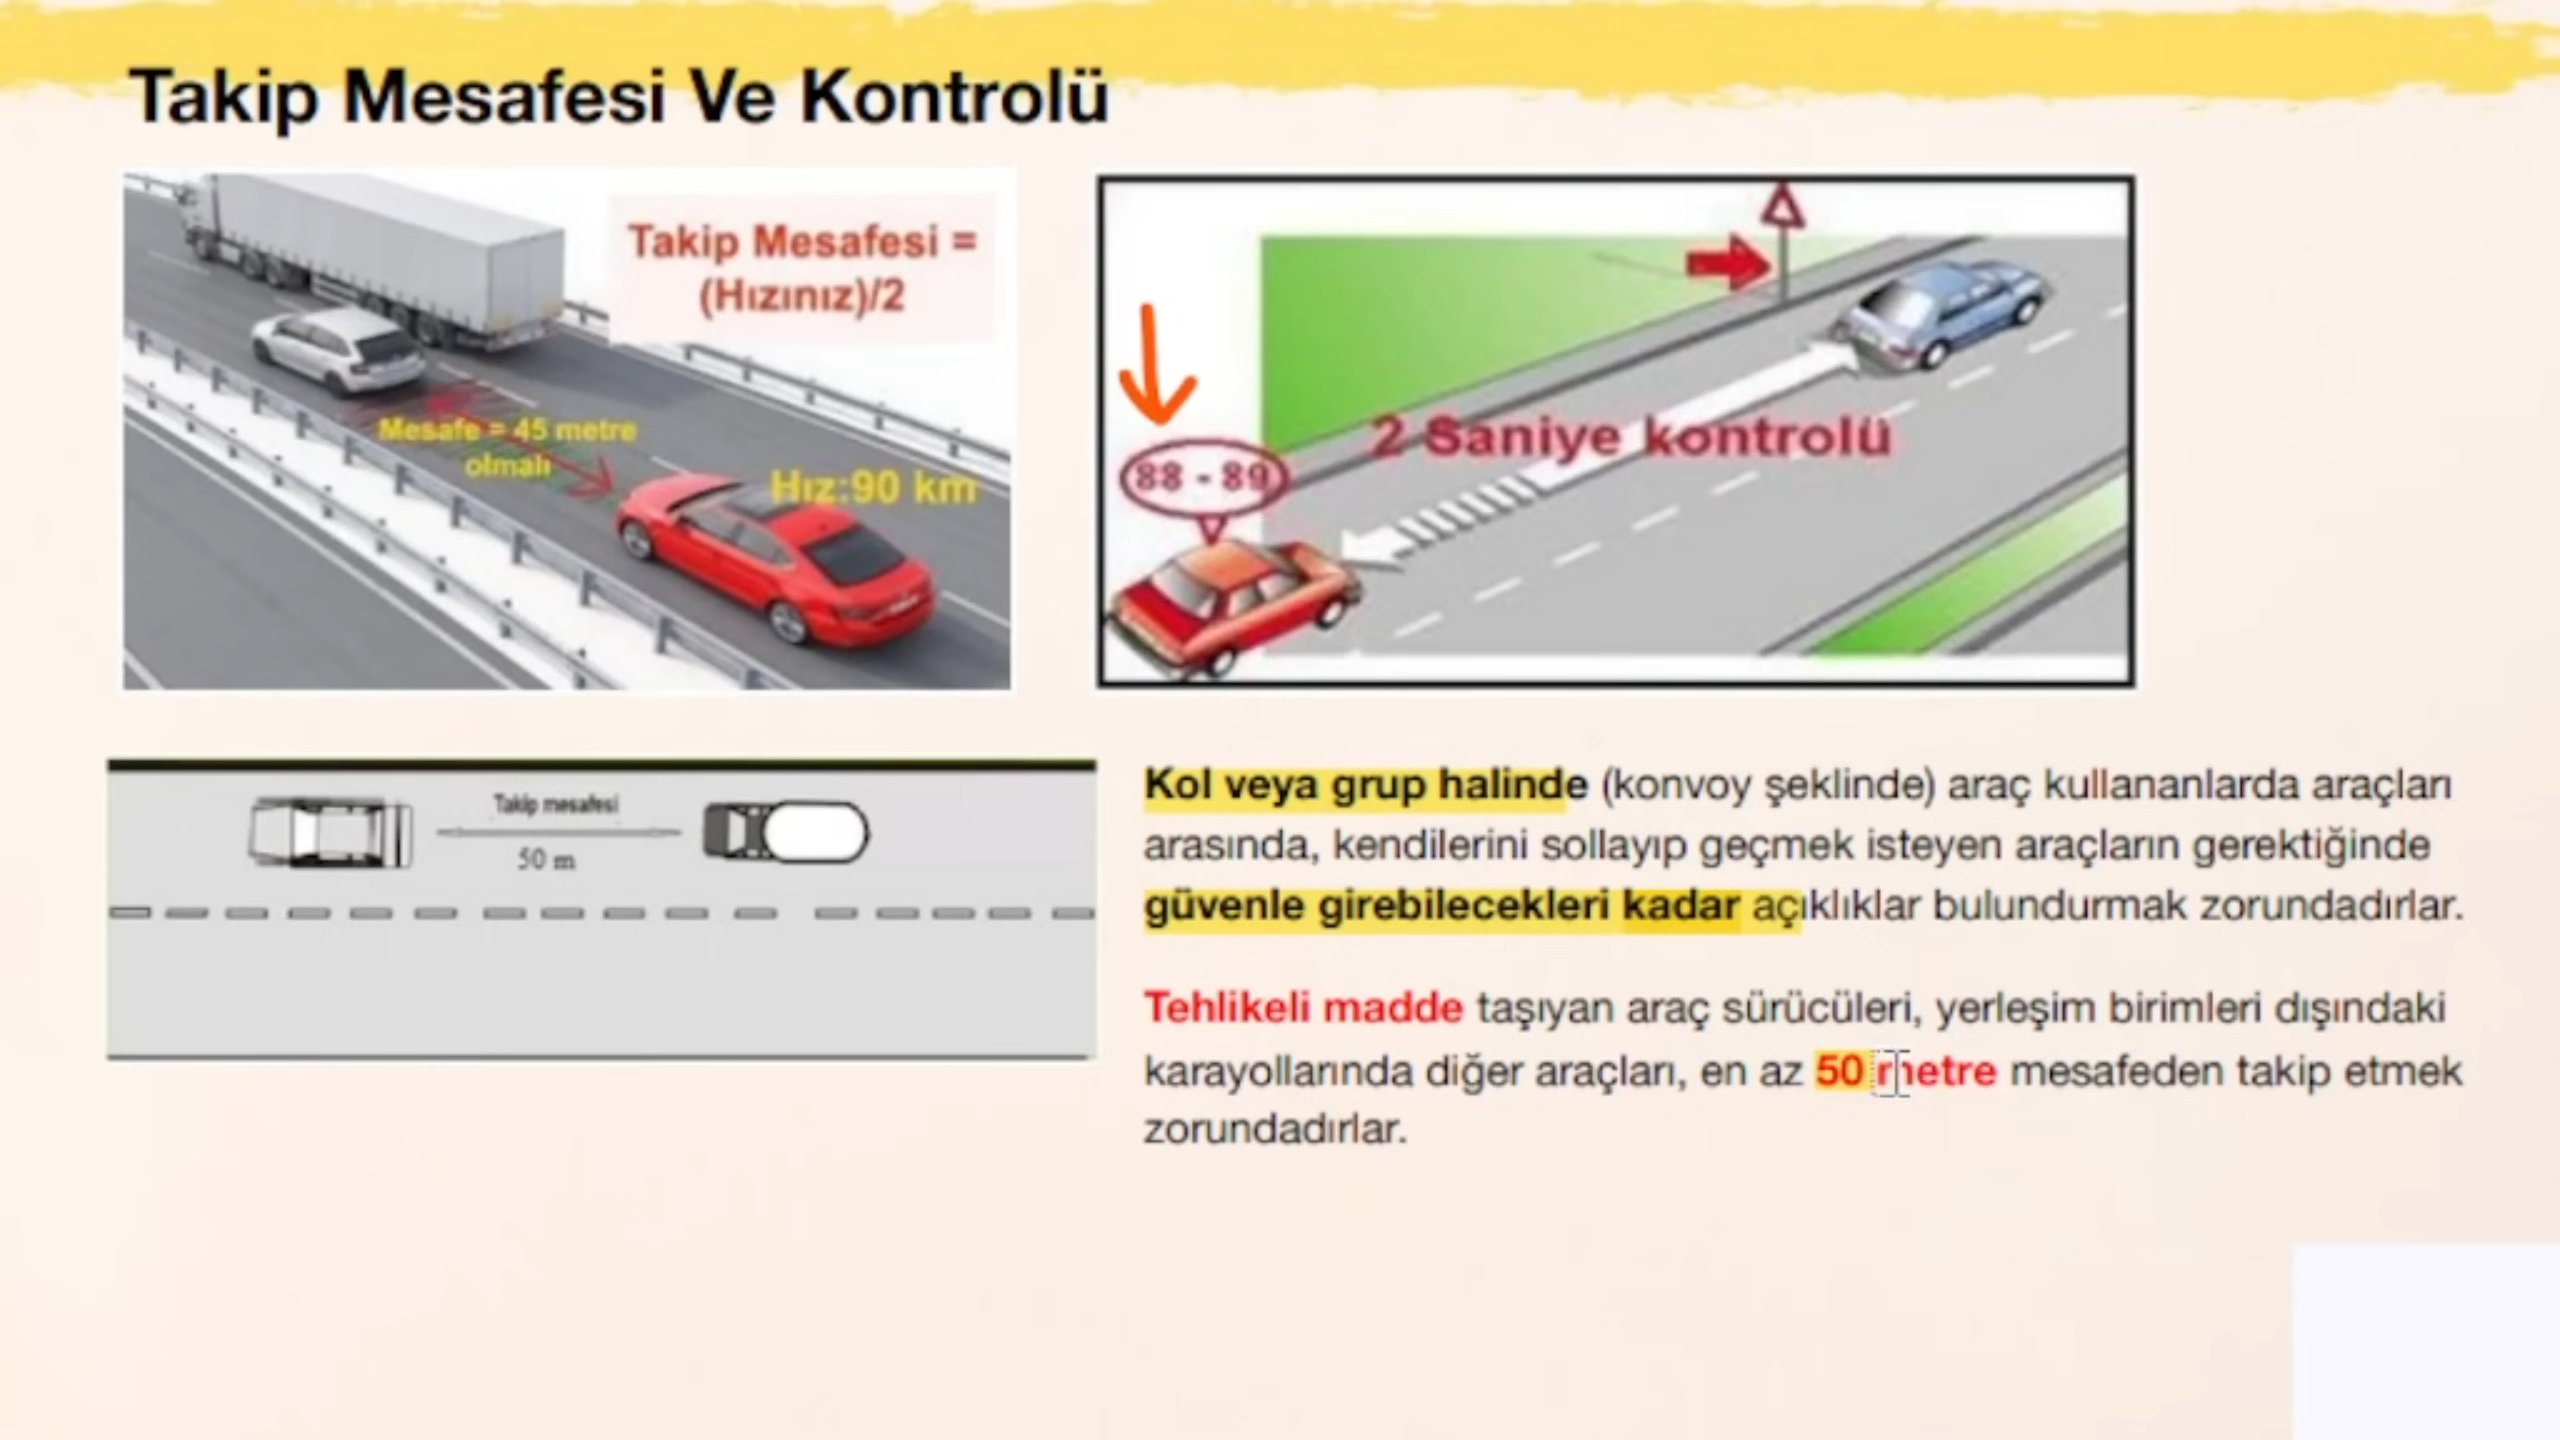 Takip Mesafesi Ve Kontrolü
Takip Mesafesi =
(Hızınız)/2
Mesafe = 45 metre
olmalı
Hız:90 km
2 Saniye kontrolü
88 - 89
Takip mesafesi
50 m
Kol veya grup halinde (konvoy şeklinde) araç kullananlarda araçları
arasında, kendilerini sollayıp geçmek isteyen araçların gerektiğinde
güvenle girebilecekleri kadar açıklıklar bulundurmak zorundadırlar.
Tehlikeli madde taşıyan araç sürücüleri, yerleşim birimleri dışındaki
karayollarında diğer araçları, en az 50 metre mesafeden takip etmek
zorundadırlar.